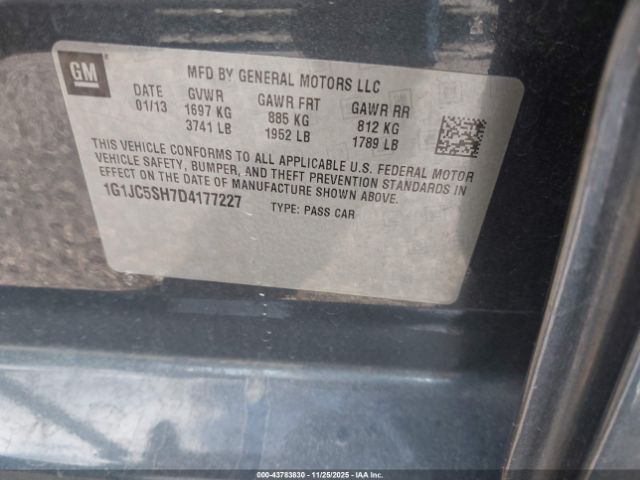 GM
MFD BY GENERAL MOTORS LLC
DATE GVWR GAWR FRT GAWR RR
01/13 1697 KG 885 KG 812 KG
3741 LB 1952 LB 1789 LB
THIS VEHICLE CONFORMS TO ALL APPLICABLE U.S. FEDERAL MOTOR
VEHICLE SAFETY, BUMPER, AND THEFT PREVENTION STANDARDS IN
EFFECT ON THE DATE OF MANUFACTURE SHOWN ABOVE.
1G1JC5SH7D4177227 TYPE: PASS CAR
000-43783830 - 11/25/2025 - IAA Inc.